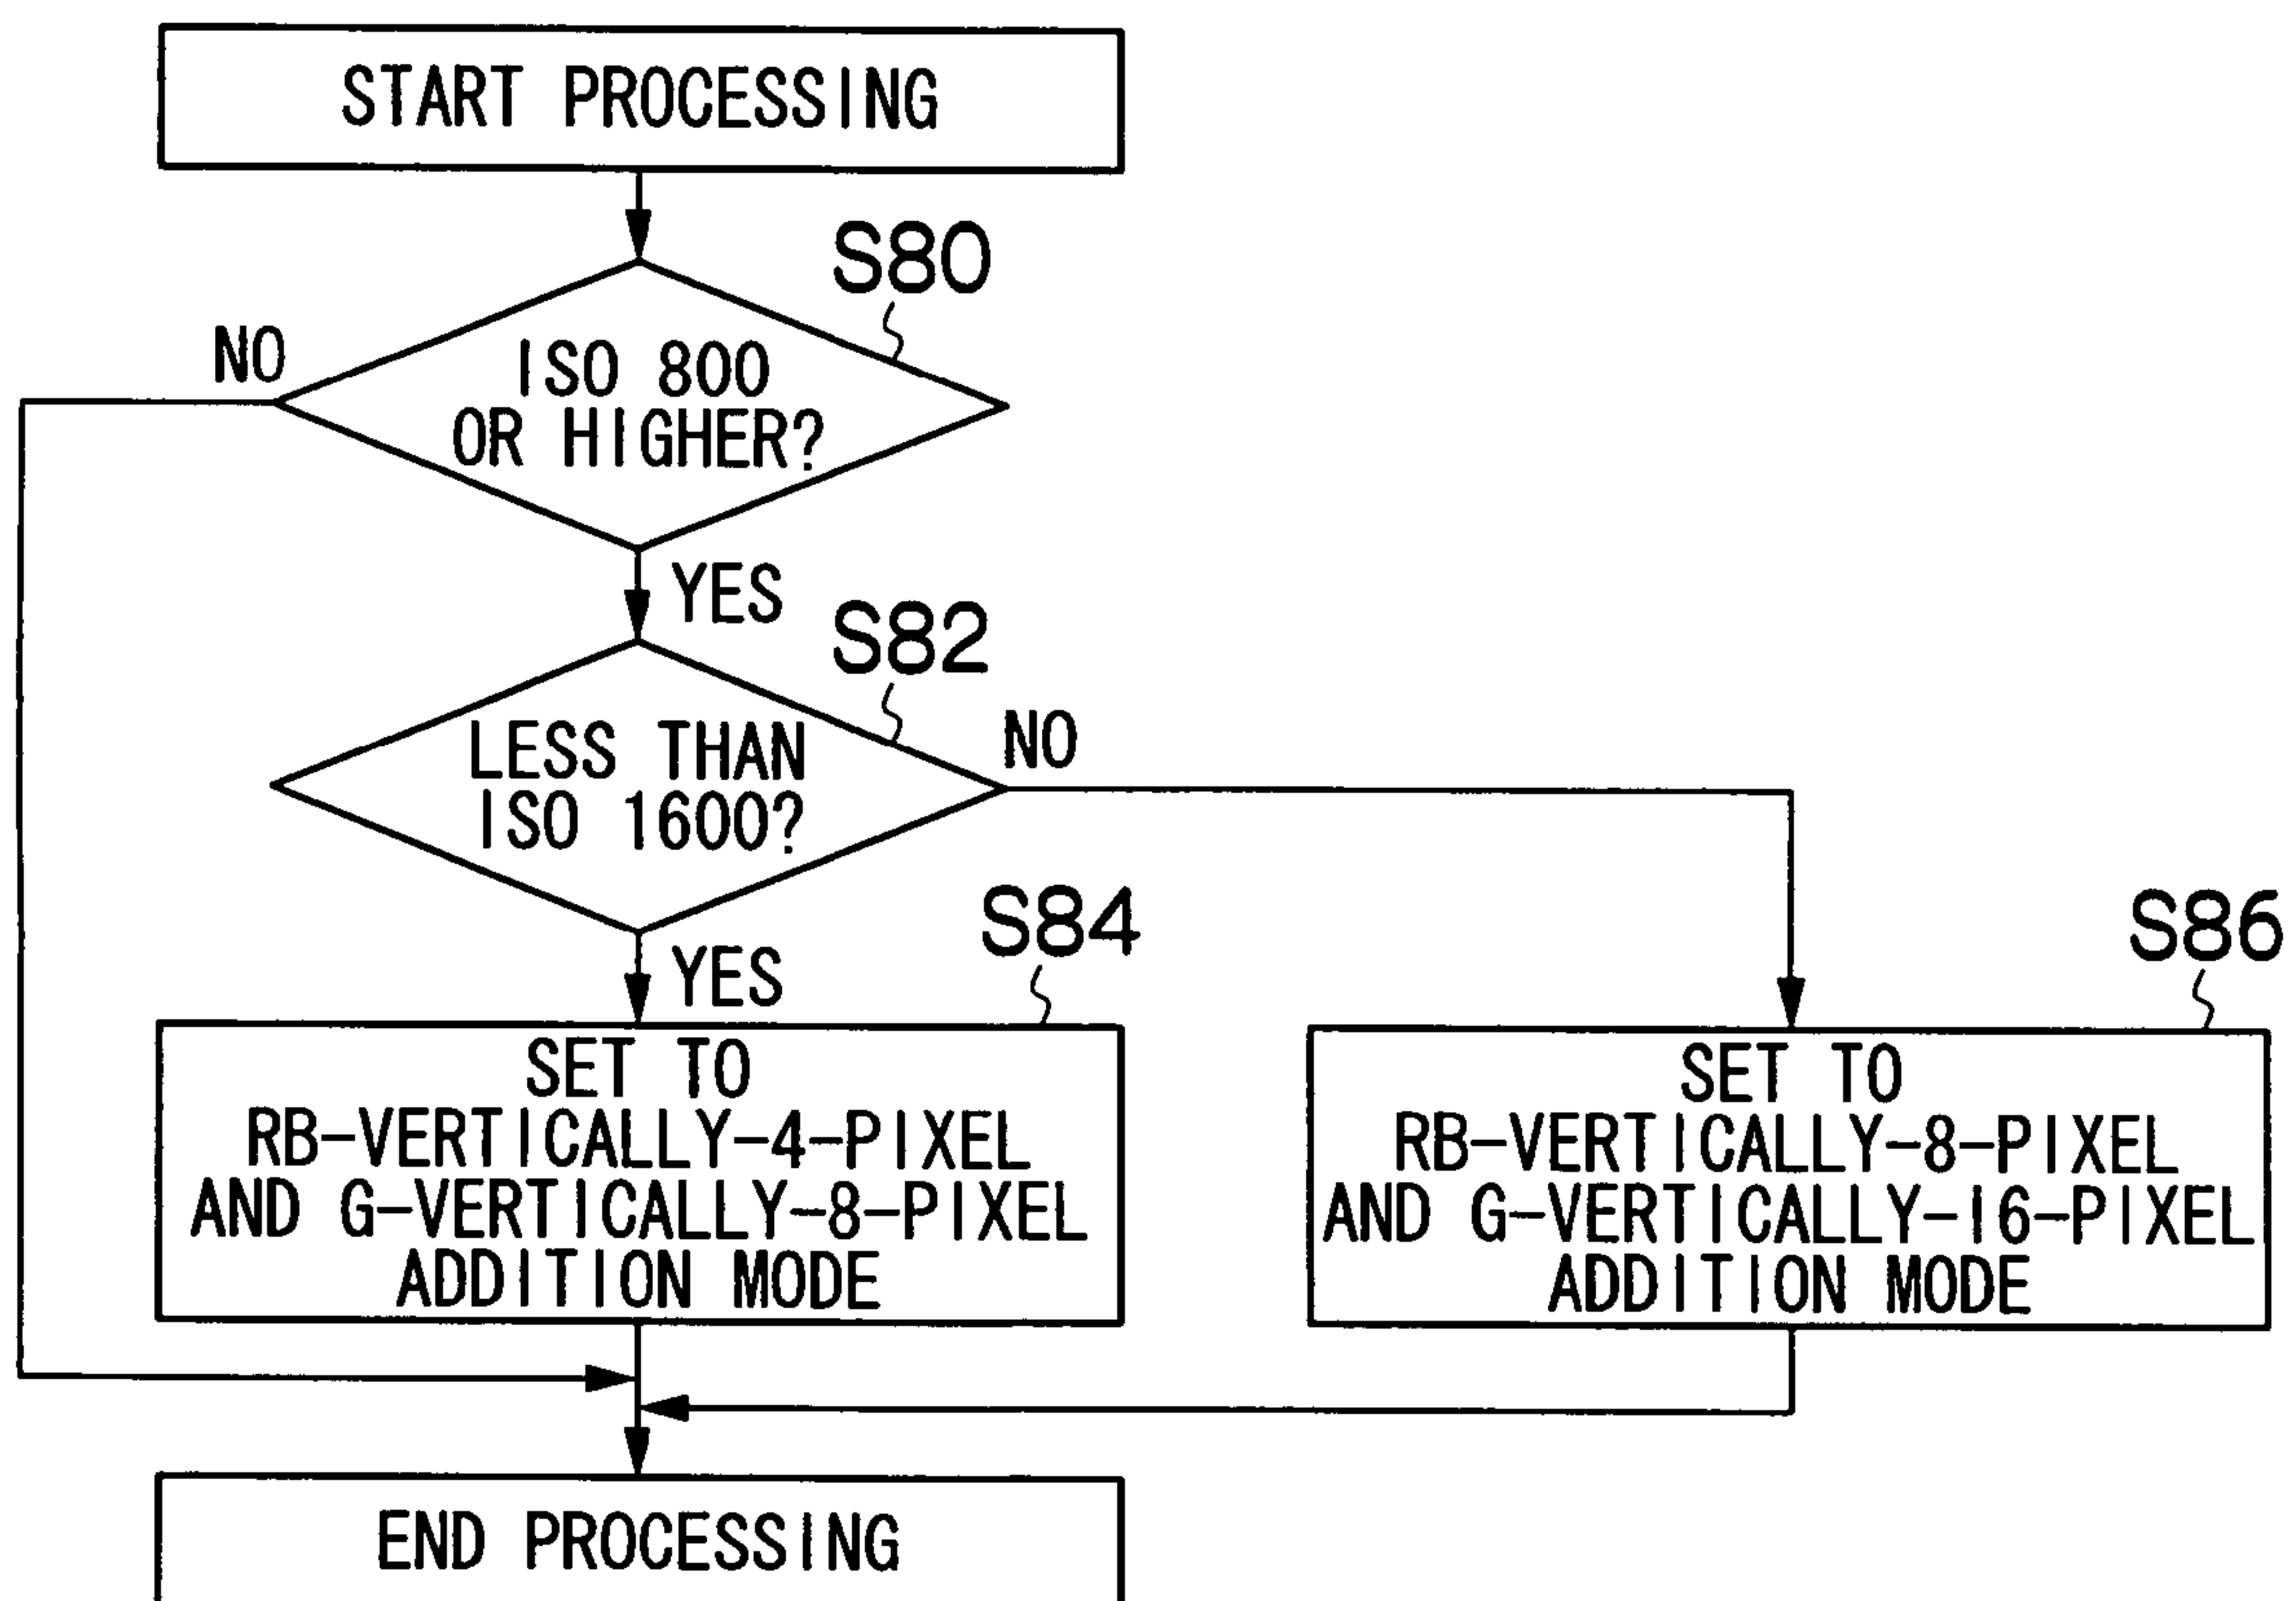 START PROCESSING
S80
NO
ISO 800
OR HIGHER?
YES
S82
LESS THAN
ISO 1600?
NO
YES
S84
SET TO
RB-VERTICALLY-4-PIXEL
AND G-VERTICALLY-8-PIXEL
ADDITION MODE
S86
SET TO
RB-VERTICALLY-8-PIXEL
AND G-VERTICALLY-16-PIXEL
ADDITION MODE
END PROCESSING